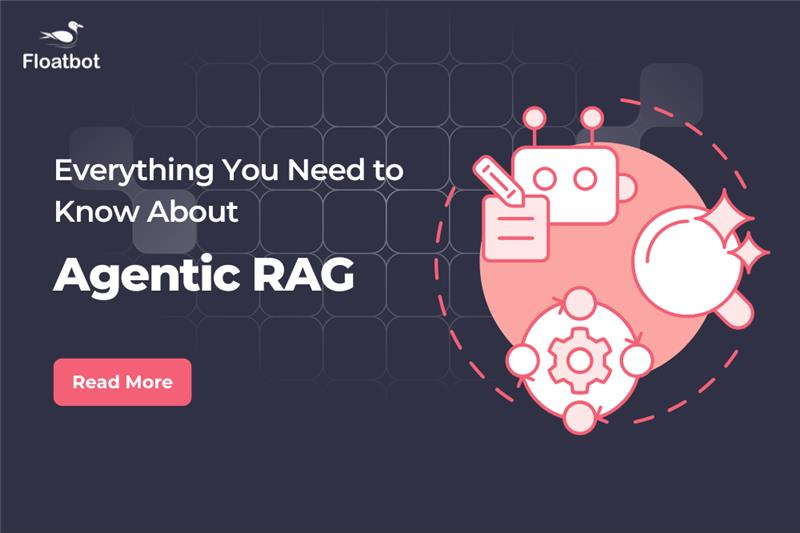 Floatbot
Everything You Need to
Know About
Agentic RAG
Read More